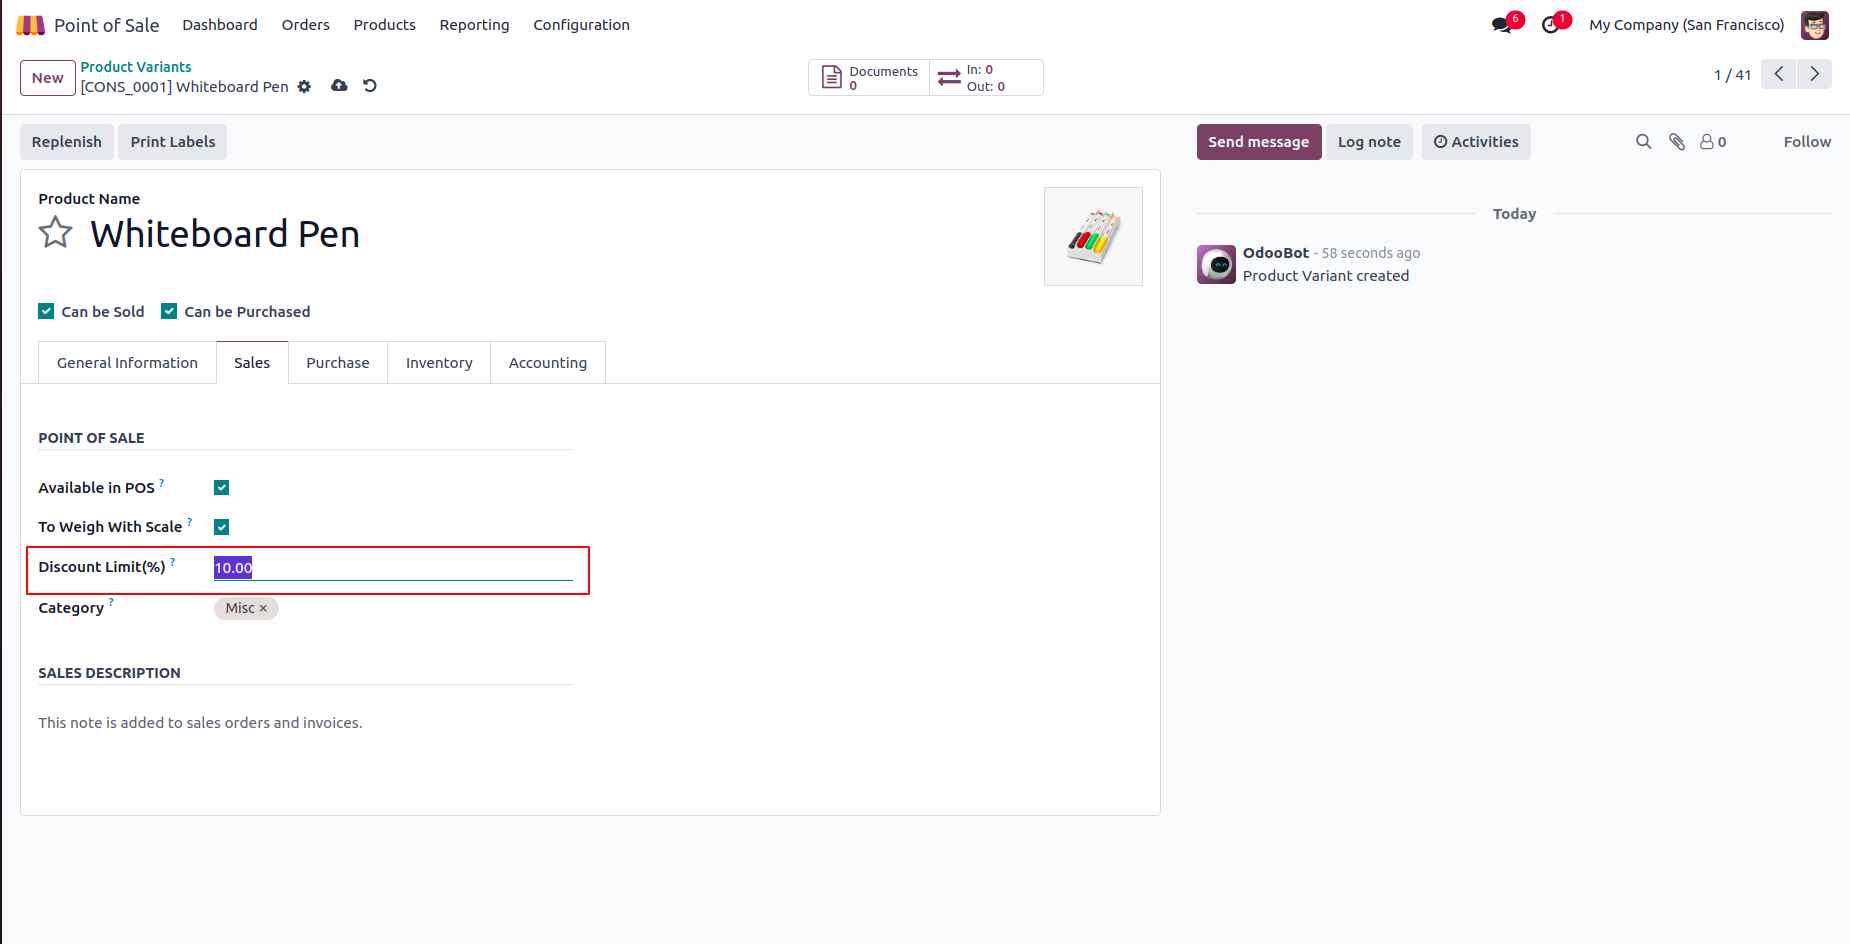 Point of Sale Dashboard Orders Products Reporting Configuration 6 1 My Company (San Francisco)
New Product Variants
[CONS_0001] Whiteboard Pen
Documents 0
In: 0
Out: 0
1 / 41
Replenish Print Labels
Send message Log note Activities 0 Follow
Product Name
Whiteboard Pen
Can be Sold Can be Purchased
General Information Sales Purchase Inventory Accounting
POINT OF SALE
Available in POS ?
To Weigh With Scale ?
Discount Limit(%) ? 10.00
Category ? Misc ×
SALES DESCRIPTION
This note is added to sales orders and invoices.
Today
OdooBot - 58 seconds ago
Product Variant created